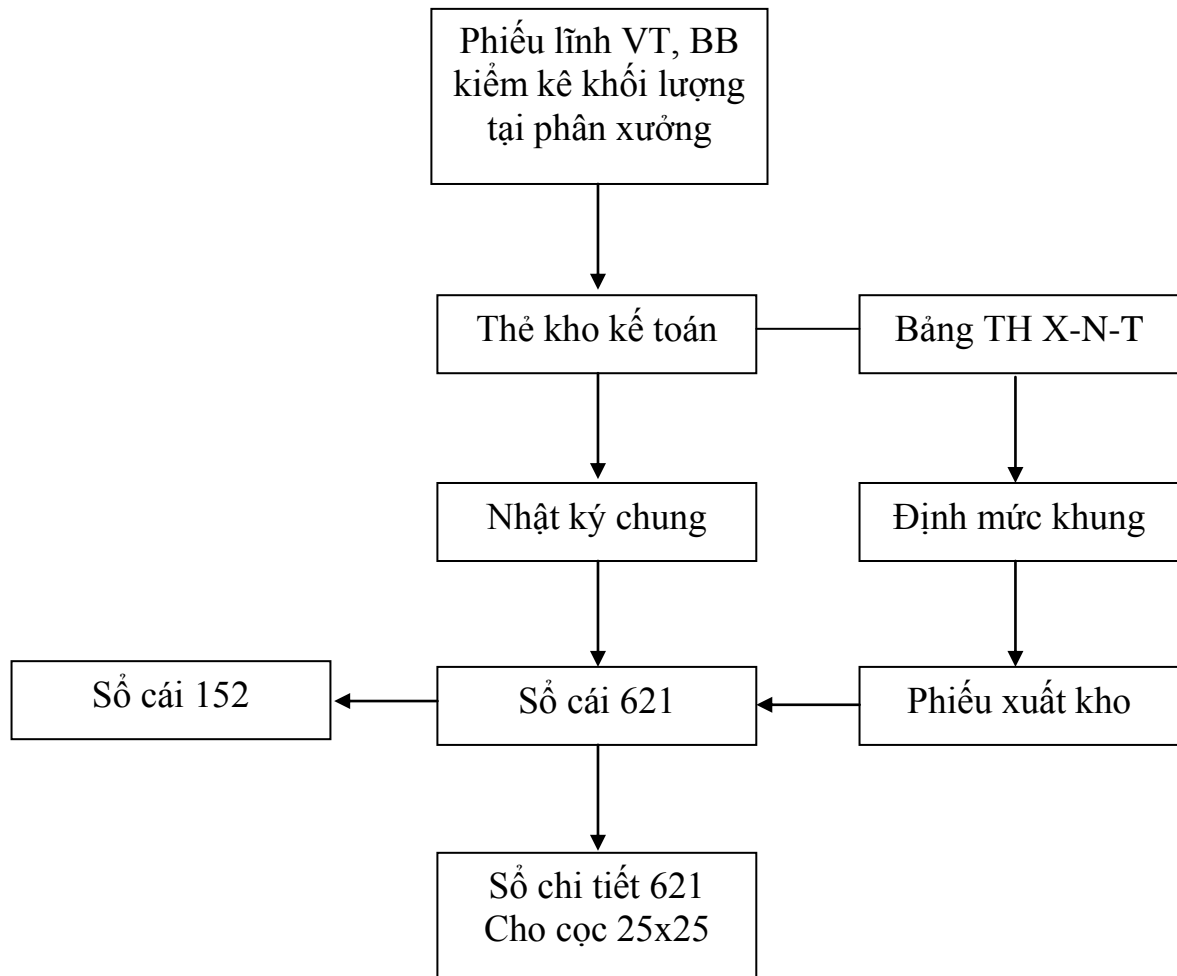 Phiếu lĩnh VT, BB
kiểm kê khối lượng
tại phân xưởng
Thẻ kho kế toán
Bảng TH X-N-T
Nhật ký chung
Định mức khung
Sổ cái 152
Sổ cái 621
Phiếu xuất kho
Sổ chi tiết 621
Cho cọc 25x25